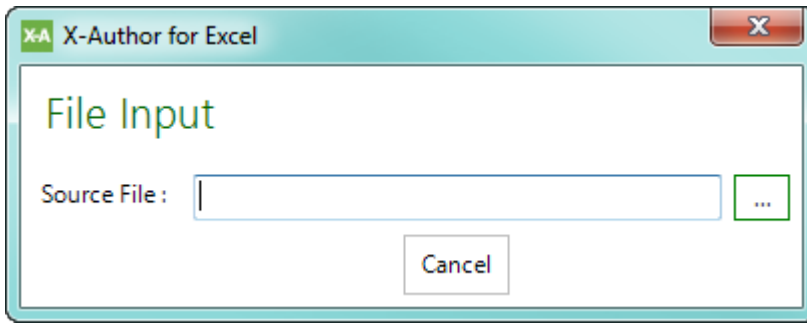 X-A X-Author for Excel
File Input
Source File :
...
Cancel